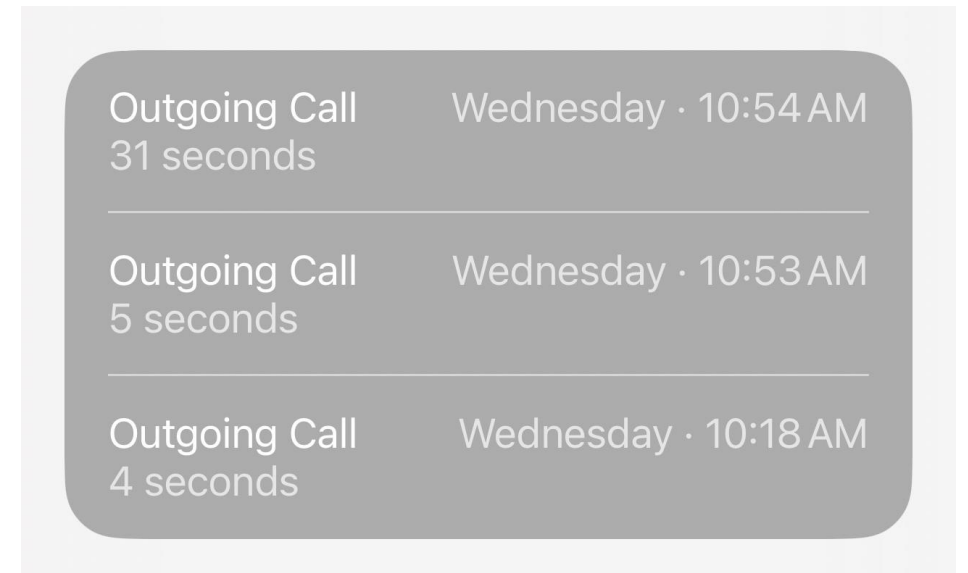 Outgoing Call Wednesday · 10:54 AM
31 seconds
Outgoing Call Wednesday · 10:53 AM
5 seconds
Outgoing Call Wednesday · 10:18 AM
4 seconds